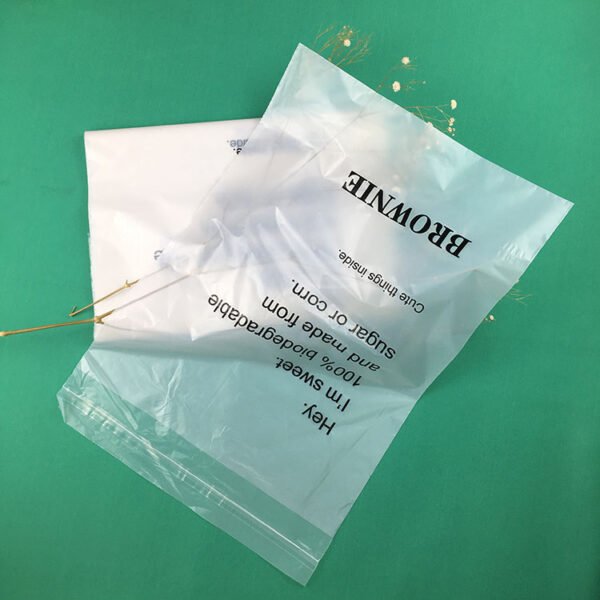 Hey,
I'm sweet.
100% biodegradable
and made from
sugar or corn.
Cute things inside.
BROWNIE